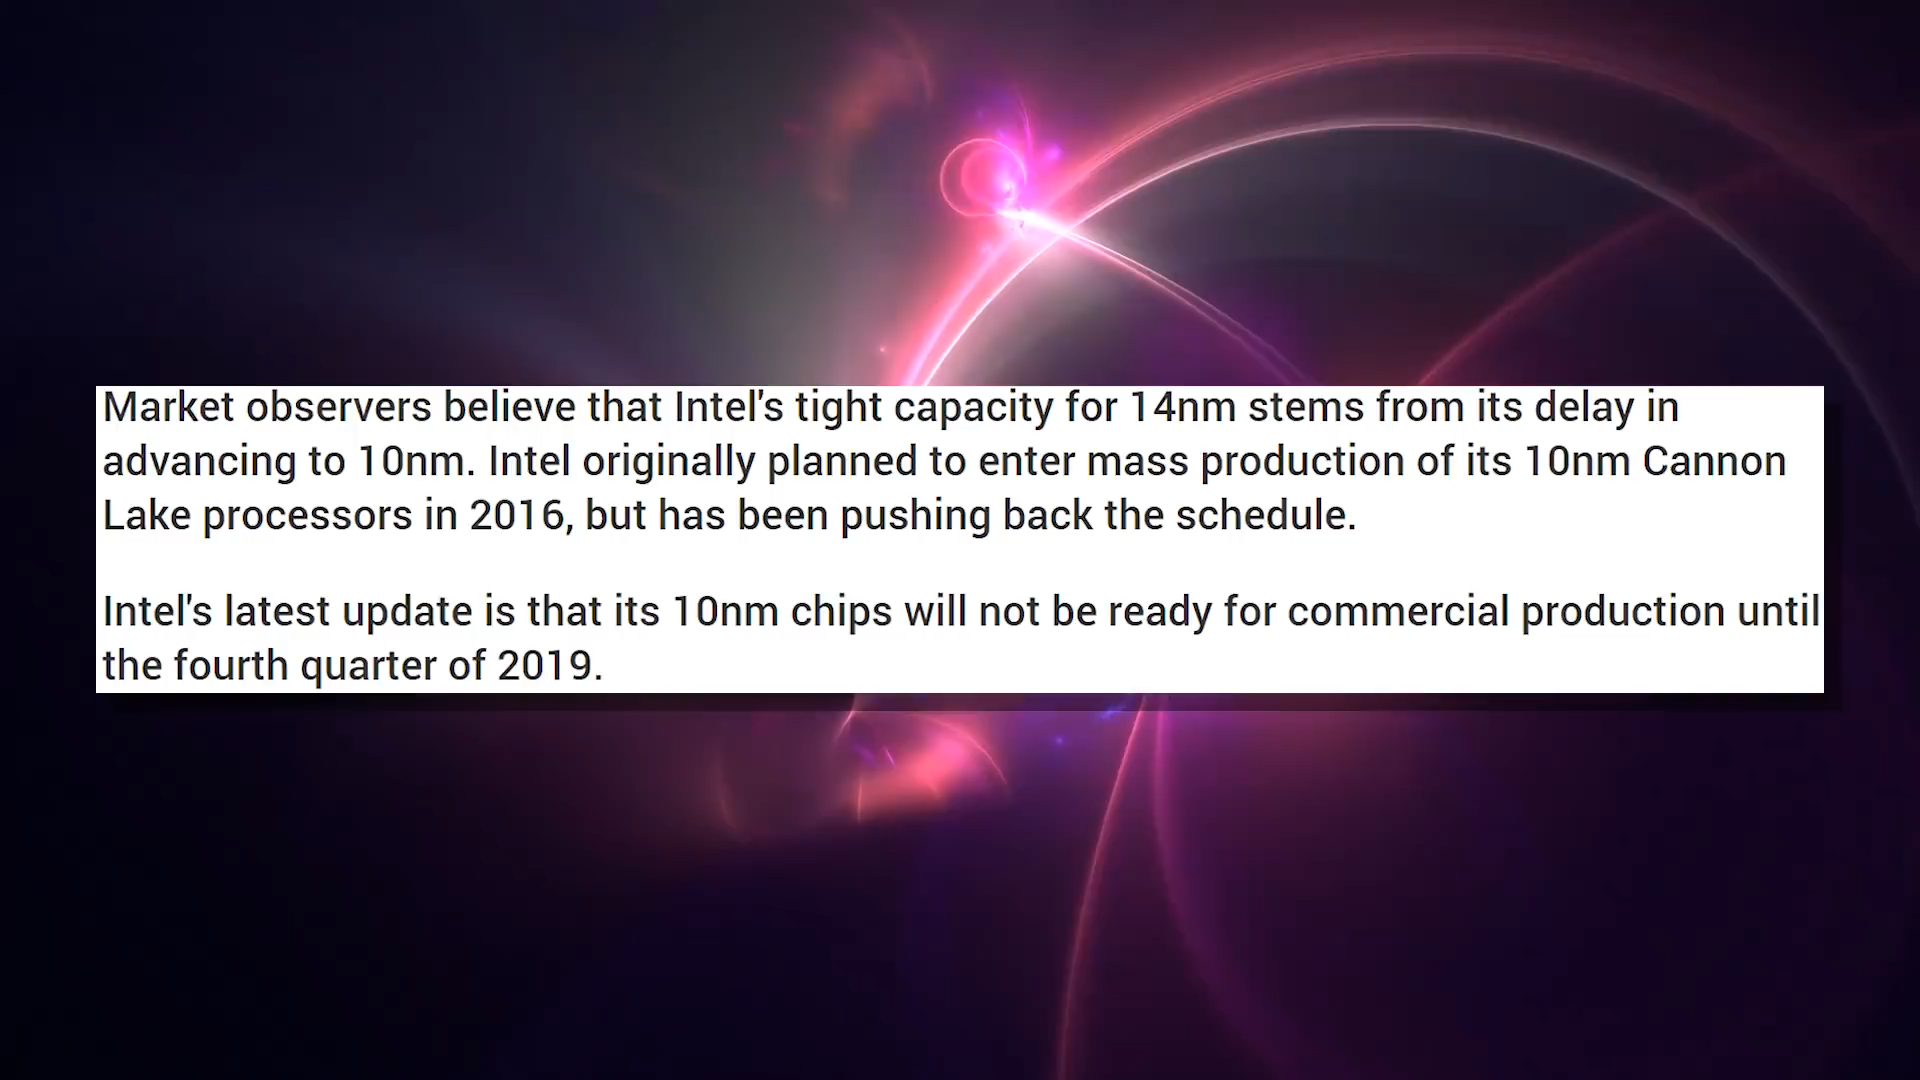 Market observers believe that Intel's tight capacity for 14nm stems from its delay in
advancing to 10nm. Intel originally planned to enter mass production of its 10nm Cannon
Lake processors in 2016, but has been pushing back the schedule.
Intel's latest update is that its 10nm chips will not be ready for commercial production until
the fourth quarter of 2019.